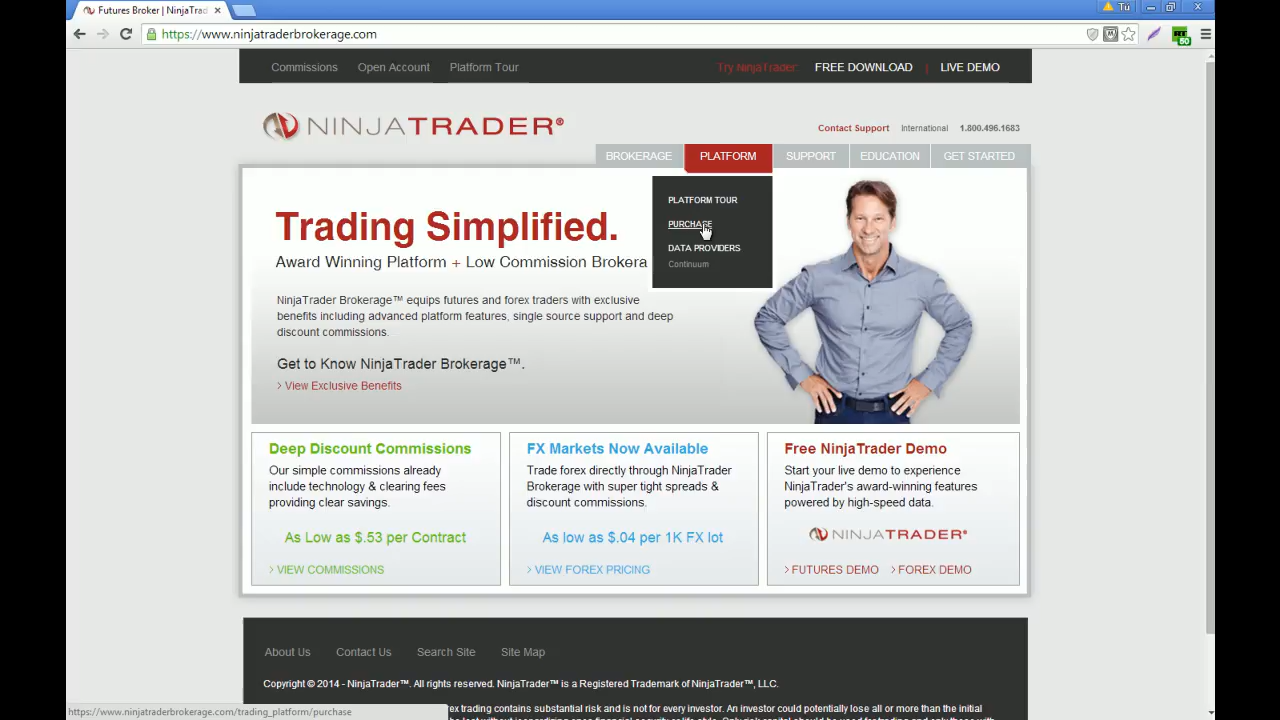 Futures Broker | NinjaTrad
Tu
https://www.ninjatraderbrokerage.com
50
Commissions Open Account Platform Tour Try NinjaTrader FREE DOWNLOAD | LIVE DEMO
NINJATRADER®
Contact Support International 1.800.496.1683
BROKERAGE PLATFORM SUPPORT EDUCATION GET STARTED
PLATFORM TOUR
PURCHASE
DATA PROVIDERS
Continuum
Trading Simplified.
Award Winning Platform + Low Commission Brokera
NinjaTrader Brokerage™ equips futures and forex traders with exclusive
benefits including advanced platform features, single source support and deep
discount commissions.
Get to Know NinjaTrader Brokerage™.
> View Exclusive Benefits
Deep Discount Commissions
Our simple commissions already
include technology & clearing fees
providing clear savings.
As Low as $.53 per Contract
> VIEW COMMISSIONS
FX Markets Now Available
Trade forex directly through NinjaTrader
Brokerage with super tight spreads &
discount commissions.
As low as $.04 per 1K FX lot
> VIEW FOREX PRICING
Free NinjaTrader Demo
Start your live demo to experience
NinjaTrader's award-winning features
powered by high-speed data.
NINJATRADER®
> FUTURES DEMO > FOREX DEMO
About Us Contact Us Search Site Site Map
Copyright © 2014 - NinjaTrader™. All rights reserved. NinjaTrader™ is a Registered Trademark of NinjaTrader™, LLC.
rex trading contains substantial risk and is not for every investor. An investor could potentially lose all or more than the initial
https://www.ninjatraderbrokerage.com/trading_platform/purchase